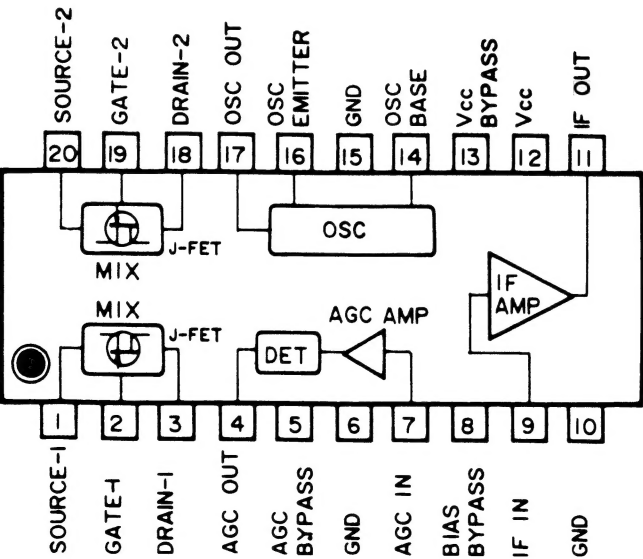 SOURCE-2
GATE-2
DRAIN-2
OSC OUT
OSC
EMITTER
GND
OSC
BASE
Vcc
BYPASS
Vcc
IF OUT
20 19 18 17 16 15 14 13 12 11
J-FET
MIX
OSC
IF
AMP
MIX
J-FET
AGC AMP
DET
1 2 3 4 5 6 7 8 9 10
SOURCE-1
GATE-1
DRAIN-1
AGC OUT
AGC
BYPASS
GND
AGC IN
BIAS
BYPASS
IF IN
GND